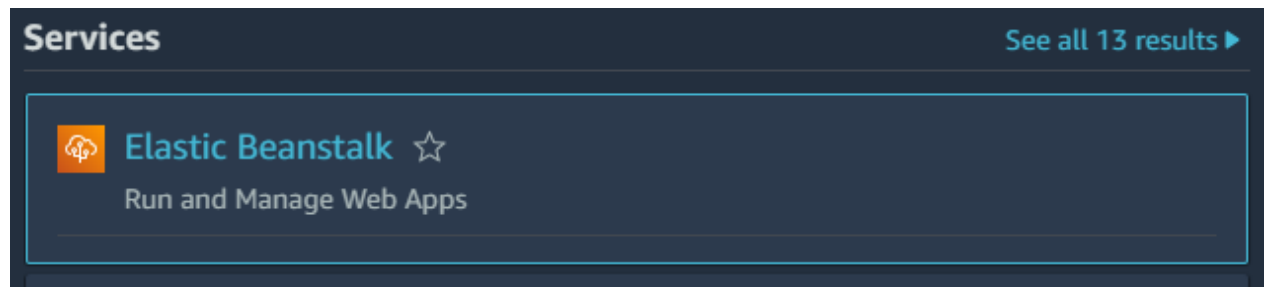 Services
See all 13 results
Elastic Beanstalk
Run and Manage Web Apps